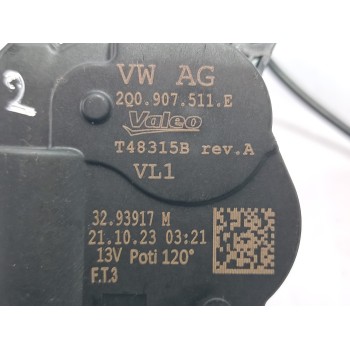 VW AG
2
2Q0.907.511.E
Valeo
T48315B rev.A
VL1
32.93917 M
21.10.23 03:21
13V Poti 120°
F.T.3